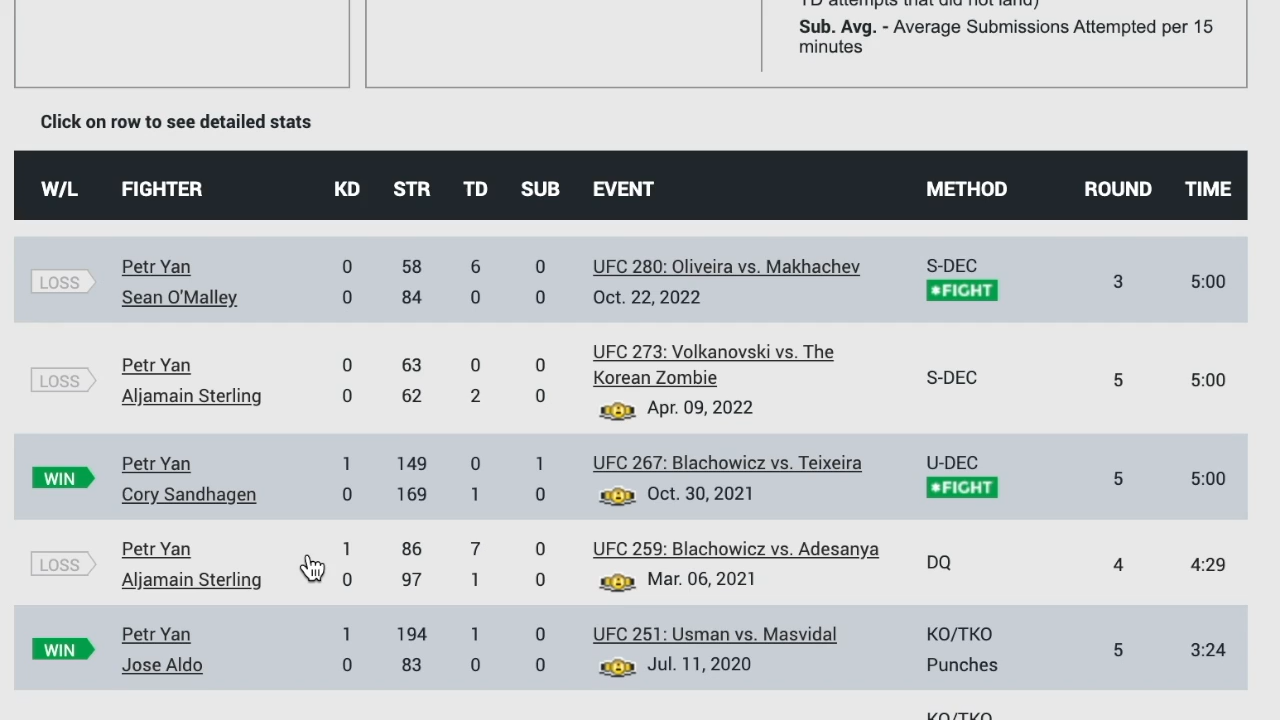 TD attempts that did not land)
Sub. Avg. - Average Submissions Attempted per 15
minutes
Click on row to see detailed stats
W/L FIGHTER KD STR TD SUB EVENT METHOD ROUND TIME
LOSS Petr Yan 0 58 6 0 UFC 280: Oliveira vs. Makhachev S-DEC 3 5:00
Sean O'Malley 0 84 0 0 Oct. 22, 2022 *FIGHT
LOSS Petr Yan 0 63 0 0 UFC 273: Volkanovski vs. The S-DEC 5 5:00
Korean Zombie
Aljamain Sterling 0 62 2 0 Apr. 09, 2022
WIN Petr Yan 1 149 0 1 UFC 267: Blachowicz vs. Teixeira U-DEC 5 5:00
Cory Sandhagen 0 169 1 0 Oct. 30, 2021 *FIGHT
LOSS Petr Yan 1 86 7 0 UFC 259: Blachowicz vs. Adesanya DQ 4 4:29
Aljamain Sterling 0 97 1 0 Mar. 06, 2021
WIN Petr Yan 1 194 1 0 UFC 251: Usman vs. Masvidal KO/TKO 5 3:24
Jose Aldo 0 83 0 0 Jul. 11, 2020 Punches
KO/TKO